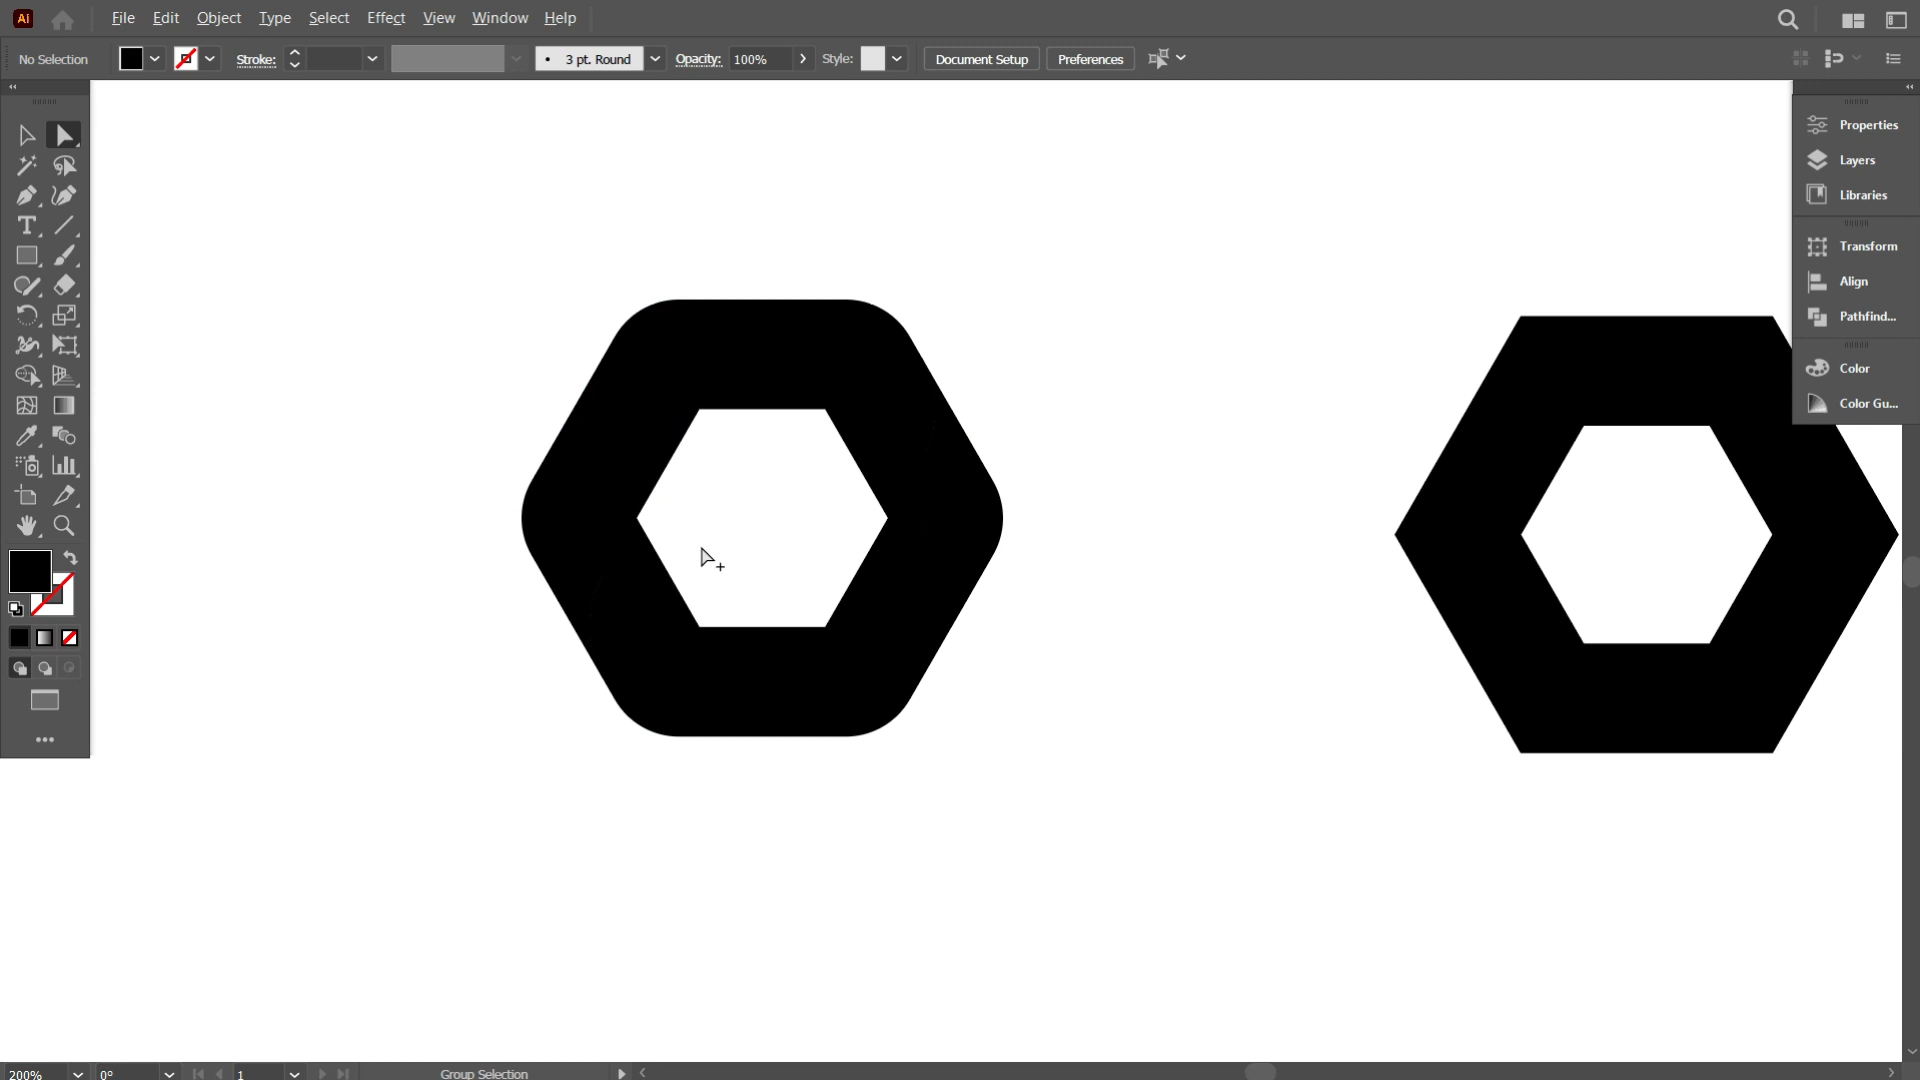 Ai File Edit Object Type Select Effect View Window Help
No Selection Stroke: 3 pt. Round Opacity: 100% Style: Document Setup Preferences
Properties
Layers
Libraries
Transform
Align
Pathfind...
Color
Color Gu...
200% 0° 1 Group Selection